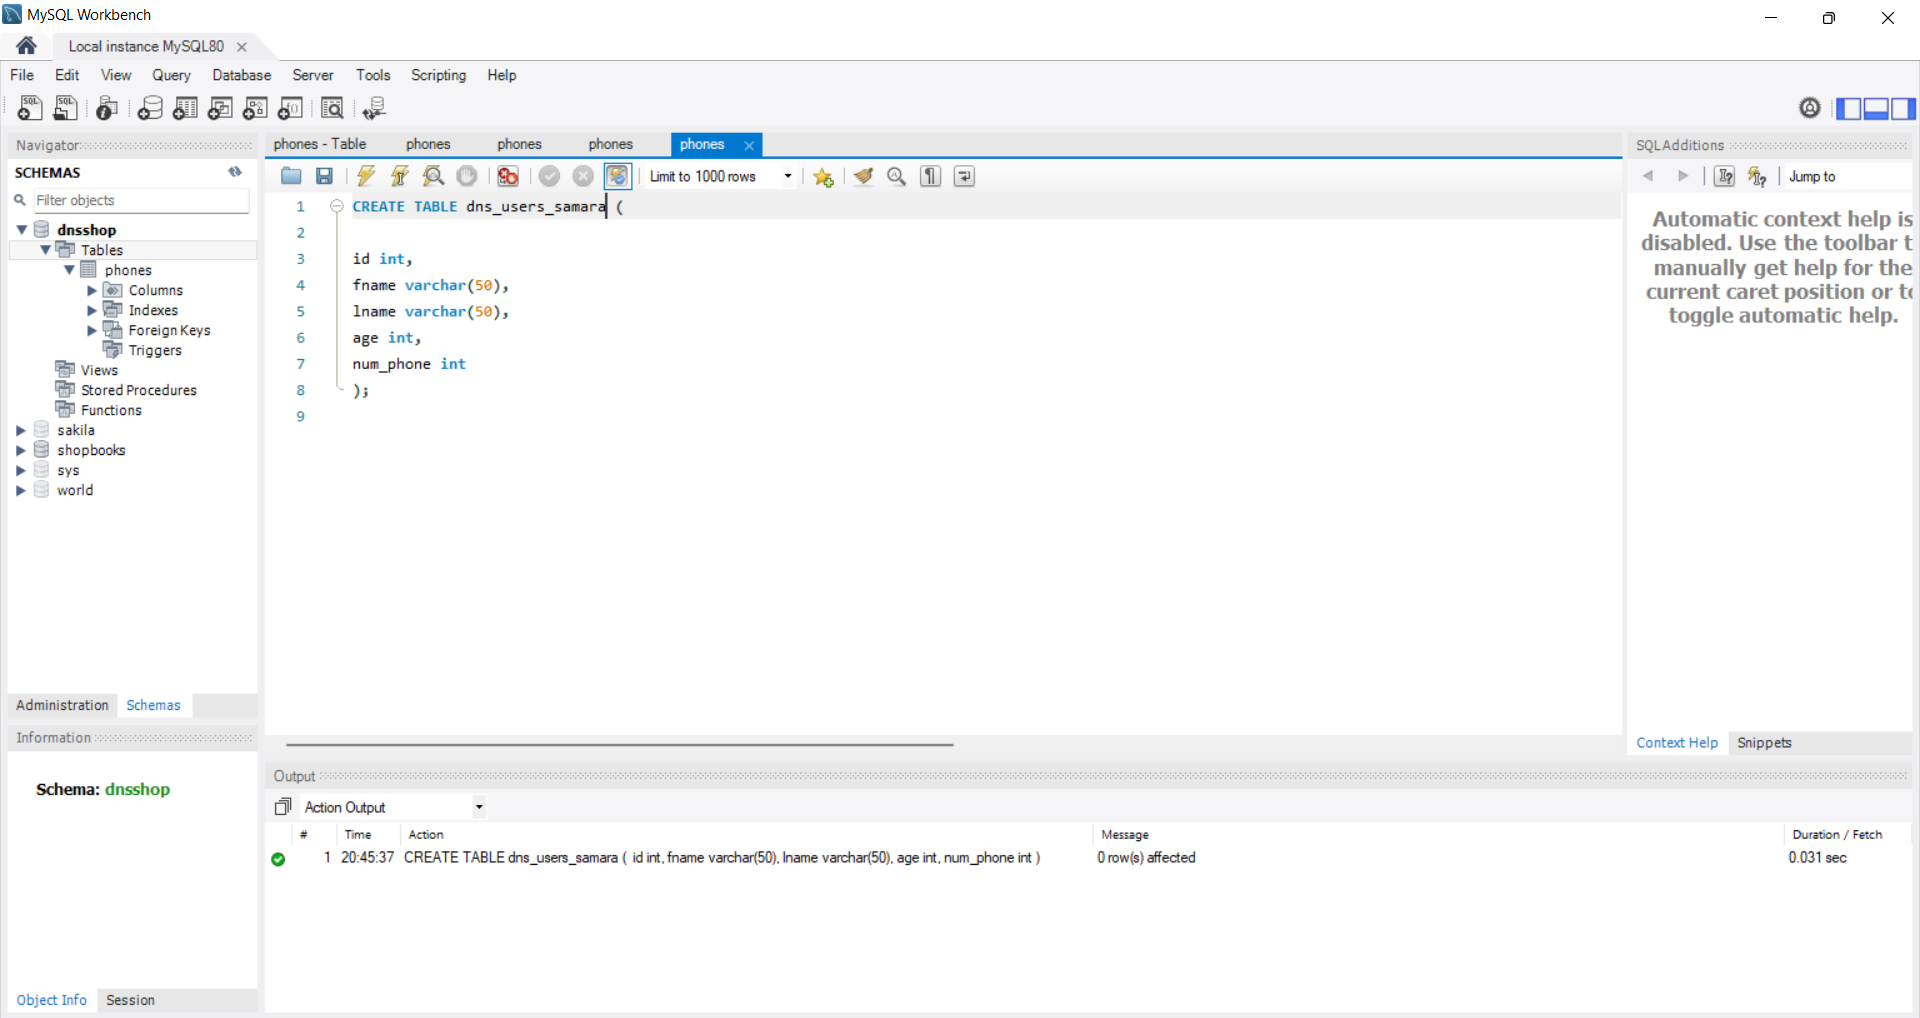 MySQL Workbench
Local instance MySQL80
File Edit View Query Database Server Tools Scripting Help
Navigator
SCHEMAS
Filter objects
dnsshop
Tables
phones
Columns
Indexes
Foreign Keys
Triggers
Views
Stored Procedures
Functions
sakila
shopbooks
sys
world
Administration Schemas
Information
Schema: dnsshop
Object Info Session
phones - Table phones phones phones phones
Limit to 1000 rows
1 CREATE TABLE dns_users_samara (
2
3 id int,
4 fname varchar(50),
5 lname varchar(50),
6 age int,
7 num_phone int
8 );
9
SQLAdditions
Jump to
Automatic context help is
disabled. Use the toolbar t
manually get help for the
current caret position or to
toggle automatic help.
Context Help Snippets
Output
Action Output
# Time Action Message Duration / Fetch
1 20:45:37 CREATE TABLE dns_users_samara ( id int, fname varchar(50), lname varchar(50), age int, num_phone int ) 0 row(s) affected 0.031 sec